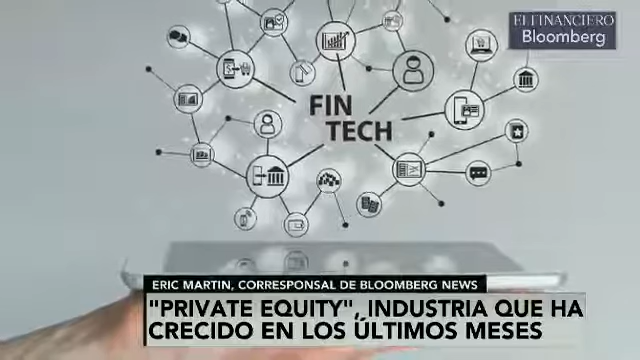 EL FINANCIERO
Bloomberg
FIN
TECH
ERIC MARTIN, CORRESPONSAL DE BLOOMBERG NEWS
"PRIVATE EQUITY", INDUSTRIA QUE HA
CRECIDO EN LOS ÚLTIMOS MESES